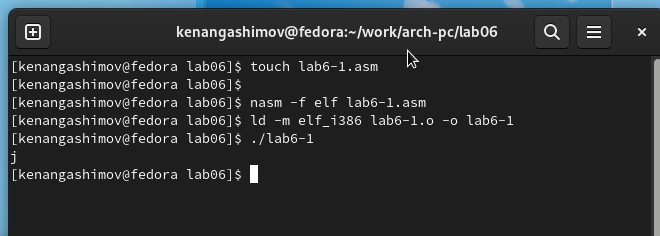 kenangashimov@fedora:~/work/arch-pc/lab06
[kenangashimov@fedora lab06]$ touch lab6-1.asm
[kenangashimov@fedora lab06]$
[kenangashimov@fedora lab06]$ nasm -f elf lab6-1.asm
[kenangashimov@fedora lab06]$ ld -m elf_i386 lab6-1.o -o lab6-1
[kenangashimov@fedora lab06]$ ./lab6-1
j
[kenangashimov@fedora lab06]$